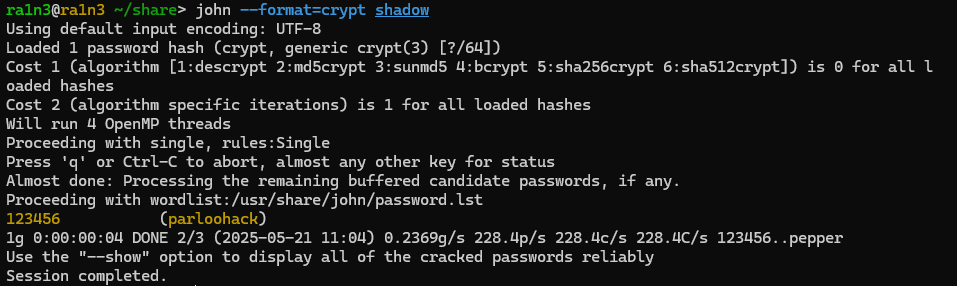 ra1n3@ra1n3 ~/share> john --format=crypt shadow
Using default input encoding: UTF-8
Loaded 1 password hash (crypt, generic crypt(3) [?/64])
Cost 1 (algorithm [1:descrypt 2:md5crypt 3:sunmd5 4:bcrypt 5:sha256crypt 6:sha512crypt]) is 0 for all l
oaded hashes
Cost 2 (algorithm specific iterations) is 1 for all loaded hashes
Will run 4 OpenMP threads
Proceeding with single, rules:Single
Press 'q' or Ctrl-C to abort, almost any other key for status
Almost done: Processing the remaining buffered candidate passwords, if any.
Proceeding with wordlist:/usr/share/john/password.lst
123456           (parloohack)
1g 0:00:00:04 DONE 2/3 (2025-05-21 11:04) 0.2369g/s 228.4p/s 228.4c/s 228.4C/s 123456..pepper
Use the "--show" option to display all of the cracked passwords reliably
Session completed.